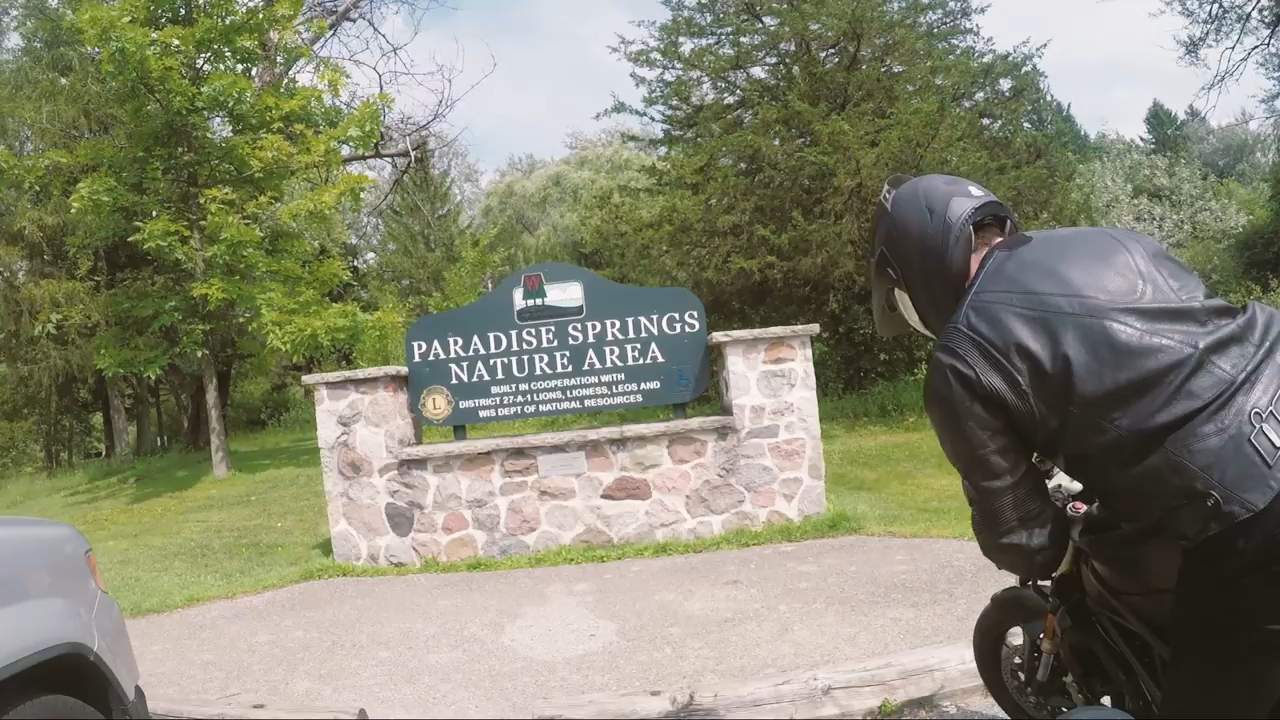 W
PARADISE SPRINGS
NATURE AREA
BUILT IN COOPERATION WITH
DISTRICT 27-A-1 LIONS, LIONESS, LEOS AND
WIS DEPT OF NATURAL RESOURCES
L